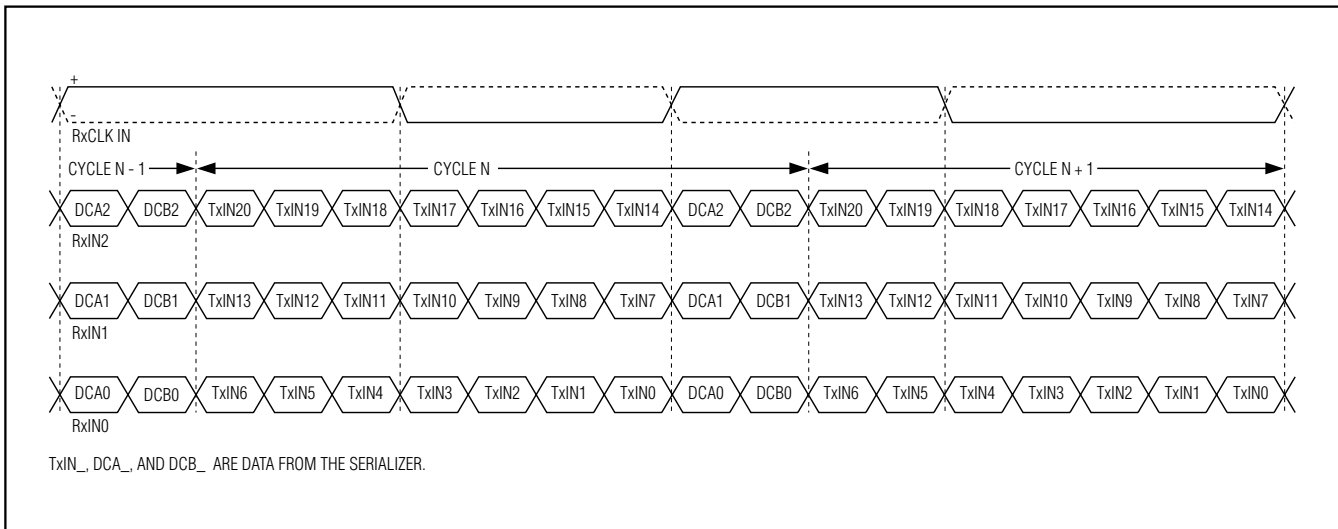 +
-
RxCLK IN
CYCLE N - 1 CYCLE N CYCLE N + 1
DCA2 DCB2 TxIN20 TxIN19 TxIN18 TxIN17 TxIN16 TxIN15 TxIN14 DCA2 DCB2 TxIN20 TxIN19 TxIN18 TxIN17 TxIN16 TxIN15 TxIN14
RxIN2
DCA1 DCB1 TxIN13 TxIN12 TxIN11 TxIN10 TxIN9 TxIN8 TxIN7 DCA1 DCB1 TxIN13 TxIN12 TxIN11 TxIN10 TxIN9 TxIN8 TxIN7
RxIN1
DCA0 DCB0 TxIN6 TxIN5 TxIN4 TxIN3 TxIN2 TxIN1 TxIN0 DCA0 DCB0 TxIN6 TxIN5 TxIN4 TxIN3 TxIN2 TxIN1 TxIN0
RxIN0
TxIN_, DCA_, AND DCB_ ARE DATA FROM THE SERIALIZER.